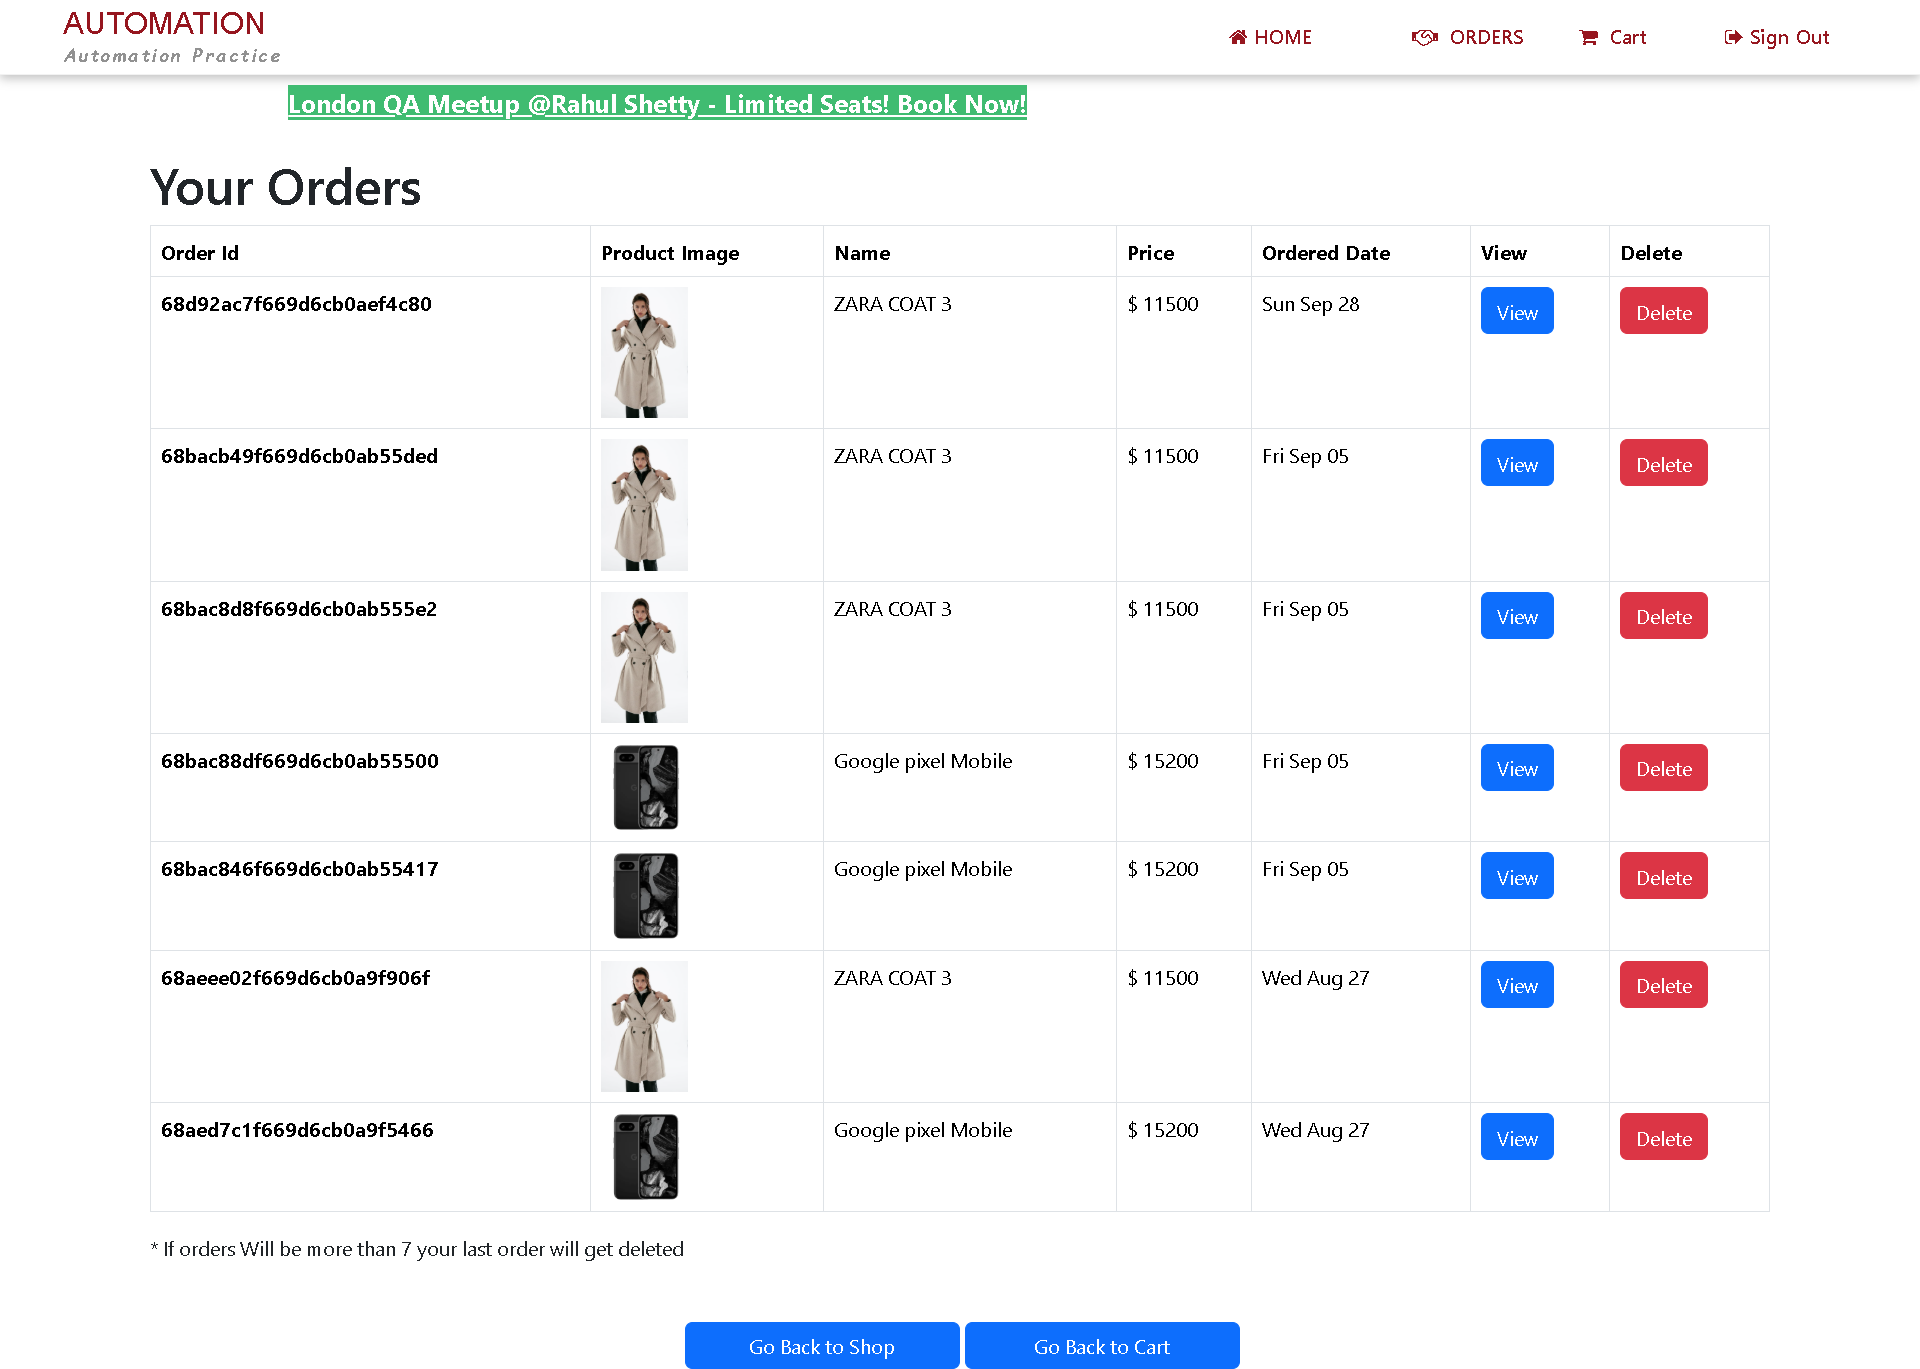 AUTOMATION
Automation Practice
HOME
ORDERS
Cart
Sign Out
London QA Meetup @Rahul Shetty - Limited Seats! Book Now!
Your Orders
Order Id Product Image Name Price Ordered Date View Delete
68d92ac7f669d6cb0aef4c80 ZARA COAT 3 $ 11500 Sun Sep 28 View Delete
68bacb49f669d6cb0ab55ded ZARA COAT 3 $ 11500 Fri Sep 05 View Delete
68bac8d8f669d6cb0ab555e2 ZARA COAT 3 $ 11500 Fri Sep 05 View Delete
68bac88df669d6cb0ab55500 Google pixel Mobile $ 15200 Fri Sep 05 View Delete
68bac846f669d6cb0ab55417 Google pixel Mobile $ 15200 Fri Sep 05 View Delete
68aeee02f669d6cb0a9f906f ZARA COAT 3 $ 11500 Wed Aug 27 View Delete
68aed7c1f669d6cb0a9f5466 Google pixel Mobile $ 15200 Wed Aug 27 View Delete
* If orders Will be more than 7 your last order will get deleted
Go Back to Shop
Go Back to Cart